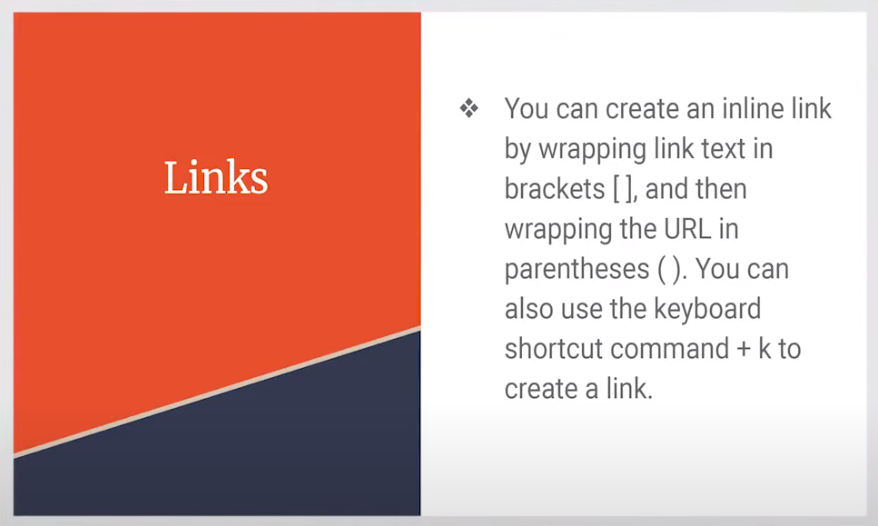 Links
❖ You can create an inline link
by wrapping link text in
brackets [ ], and then
wrapping the URL in
parentheses ( ). You can
also use the keyboard
shortcut command + k to
create a link.